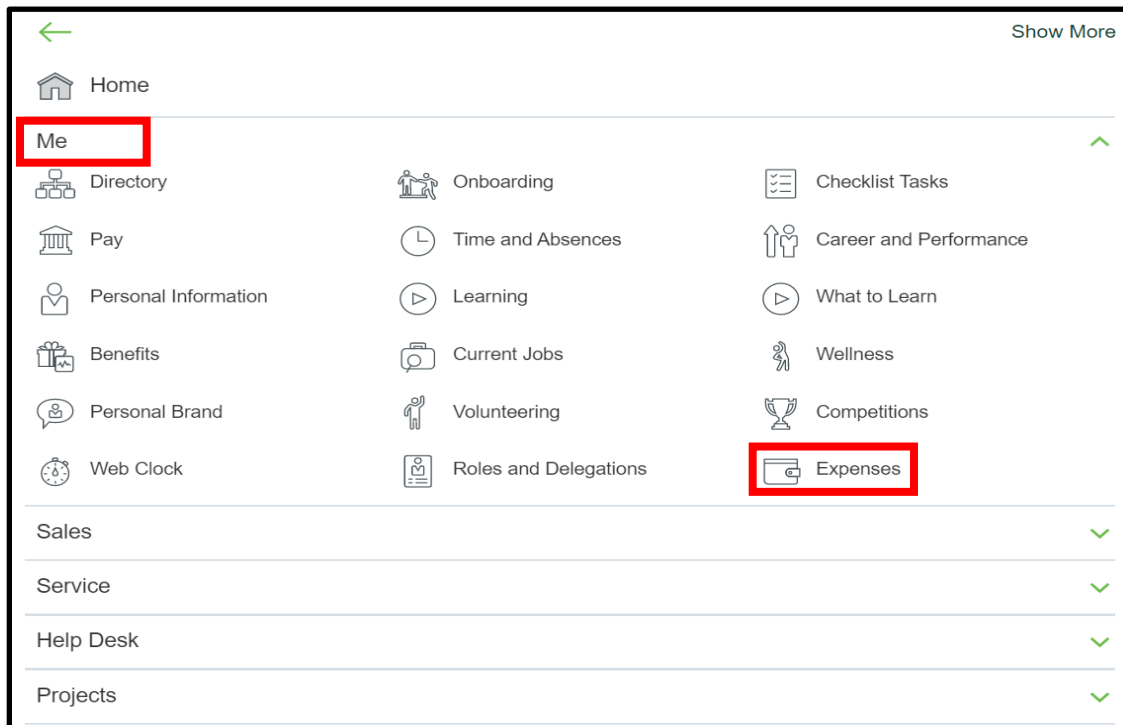 Show More
Home
Me
Directory
Onboarding
Checklist Tasks
Pay
Time and Absences
Career and Performance
Personal Information
Learning
What to Learn
Benefits
Current Jobs
Wellness
Personal Brand
Volunteering
Competitions
Web Clock
Roles and Delegations
Expenses
Sales
Service
Help Desk
Projects